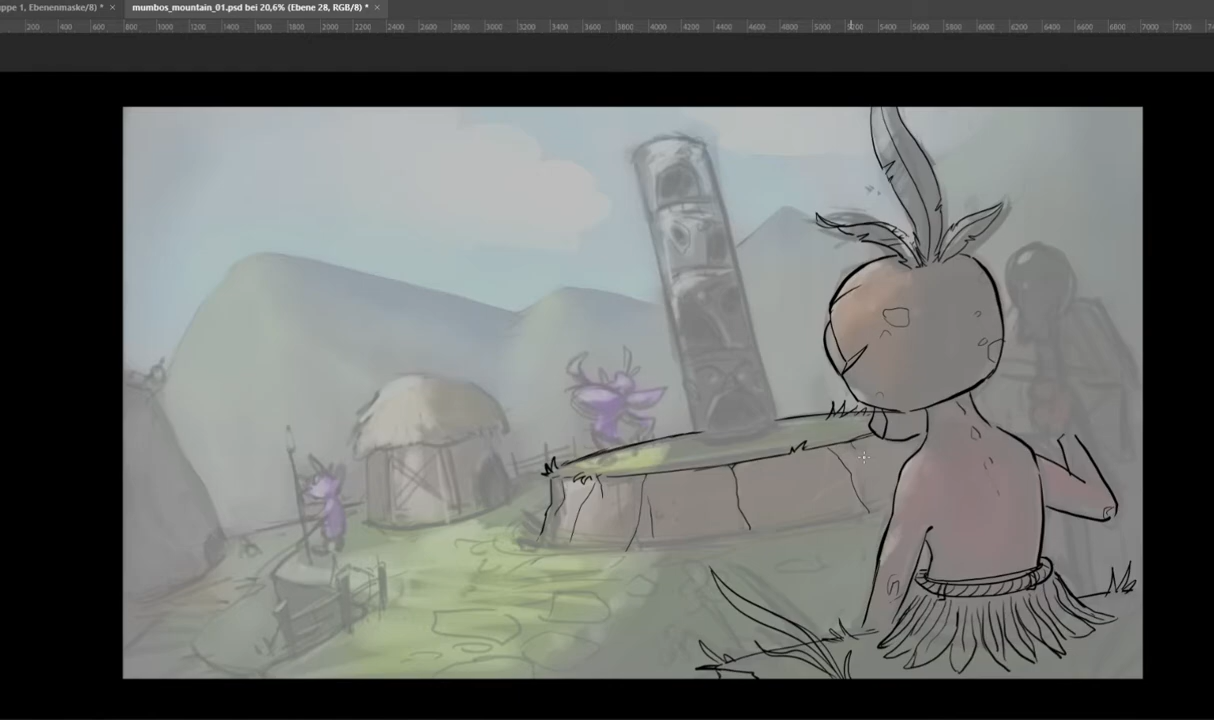 uppe 1, Ebenenmaske/8) * × mumbos_mountain_01.psd bei 20,6% (Ebene 28, RGB/8) * ×
200 400 600 800 1000 1200 1400 1600 1800 2000 2200 2400 2600 2800 3000 3200 3400 3600 3800 4000 4200 4400 4600 4800 5000 5200 5400 5600 5800 6000 6200 6400 6600 6800 7000 7200